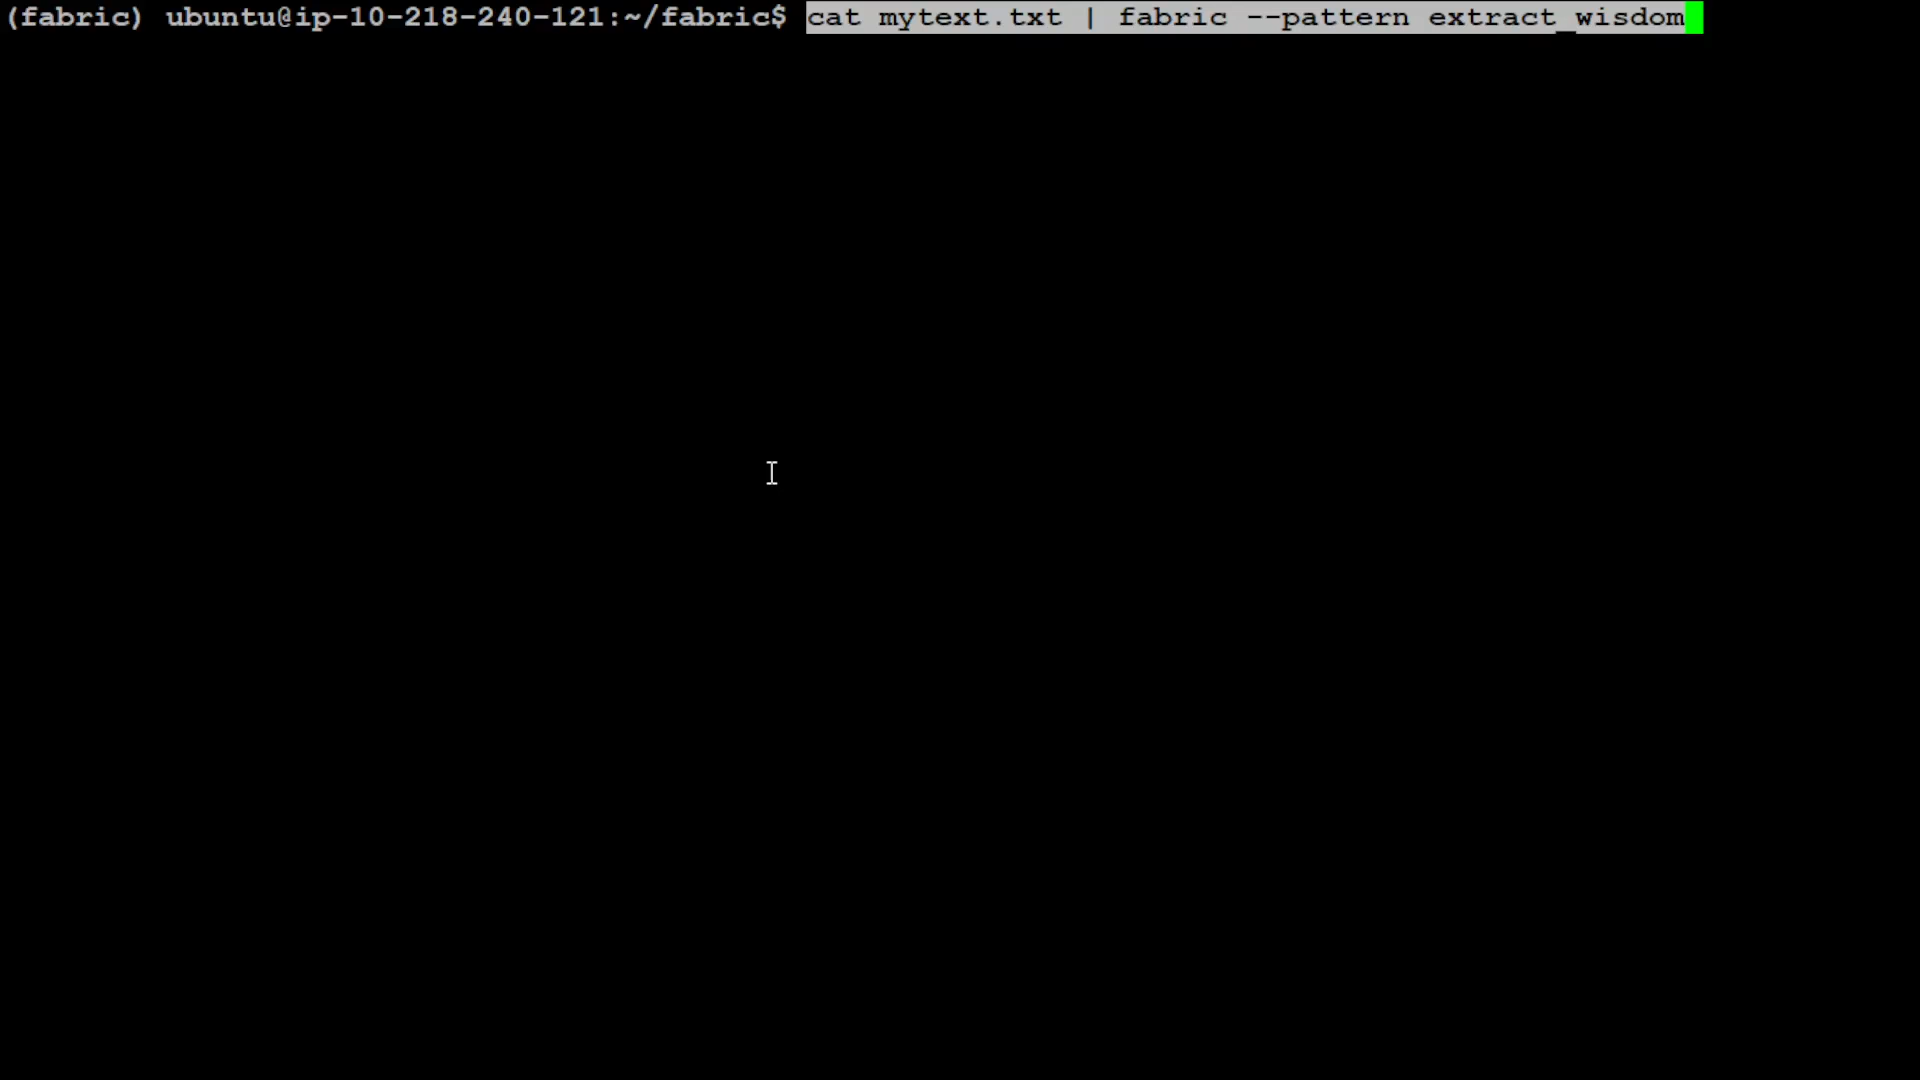 (fabric) ubuntu@ip-10-218-240-121:~/fabric$ cat mytext.txt | fabric --pattern extract_wisdom